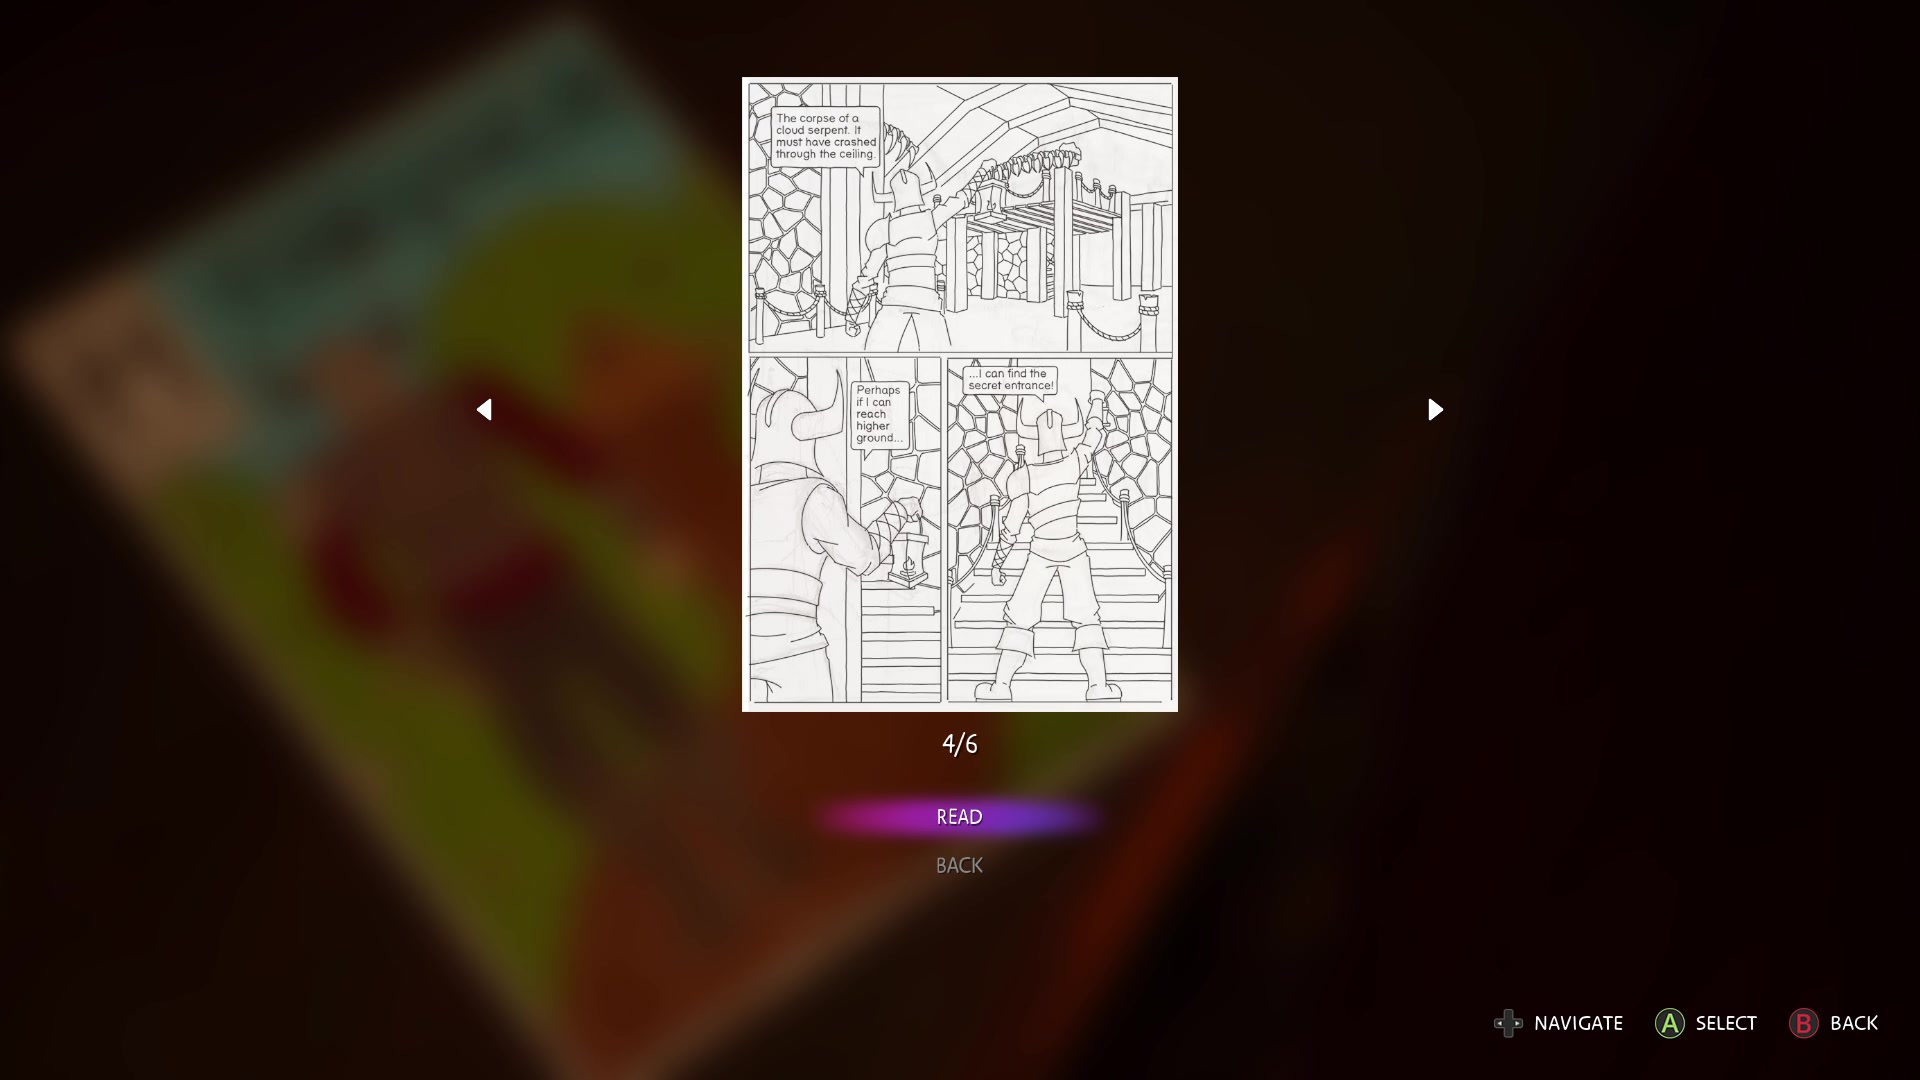 The corpse of a
cloud serpent. It
must have crashed
through the ceiling.
Perhaps
if I can
reach
higher
ground...
...I can find the
secret entrance!
4/6
READ
BACK
NAVIGATE
A SELECT
B BACK